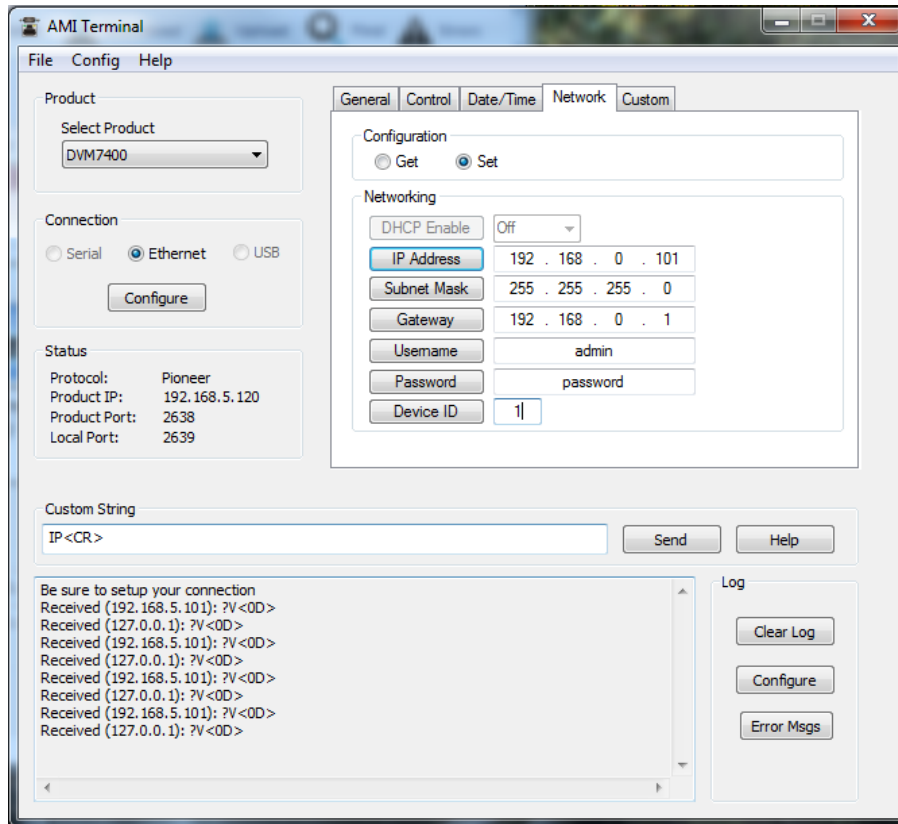 AMI Terminal
File Config Help
Product
Select Product
DVM7400
Connection
Serial Ethernet USB
Configure
Status
Protocol: Pioneer
Product IP: 192.168.5.120
Product Port: 2638
Local Port: 2639
General Control Date/Time Network Custom
Configuration
Get Set
Networking
DHCP Enable Off
IP Address 192 . 168 . 0 . 101
Subnet Mask 255 . 255 . 255 . 0
Gateway 192 . 168 . 0 . 1
Username admin
Password password
Device ID 1
Custom String
IP<CR>
Send Help
Be sure to setup your connection
Received (192.168.5.101): ?V<0D>
Received (127.0.0.1): ?V<0D>
Received (192.168.5.101): ?V<0D>
Received (127.0.0.1): ?V<0D>
Received (192.168.5.101): ?V<0D>
Received (127.0.0.1): ?V<0D>
Received (192.168.5.101): ?V<0D>
Received (127.0.0.1): ?V<0D>
Log
Clear Log
Configure
Error Msgs